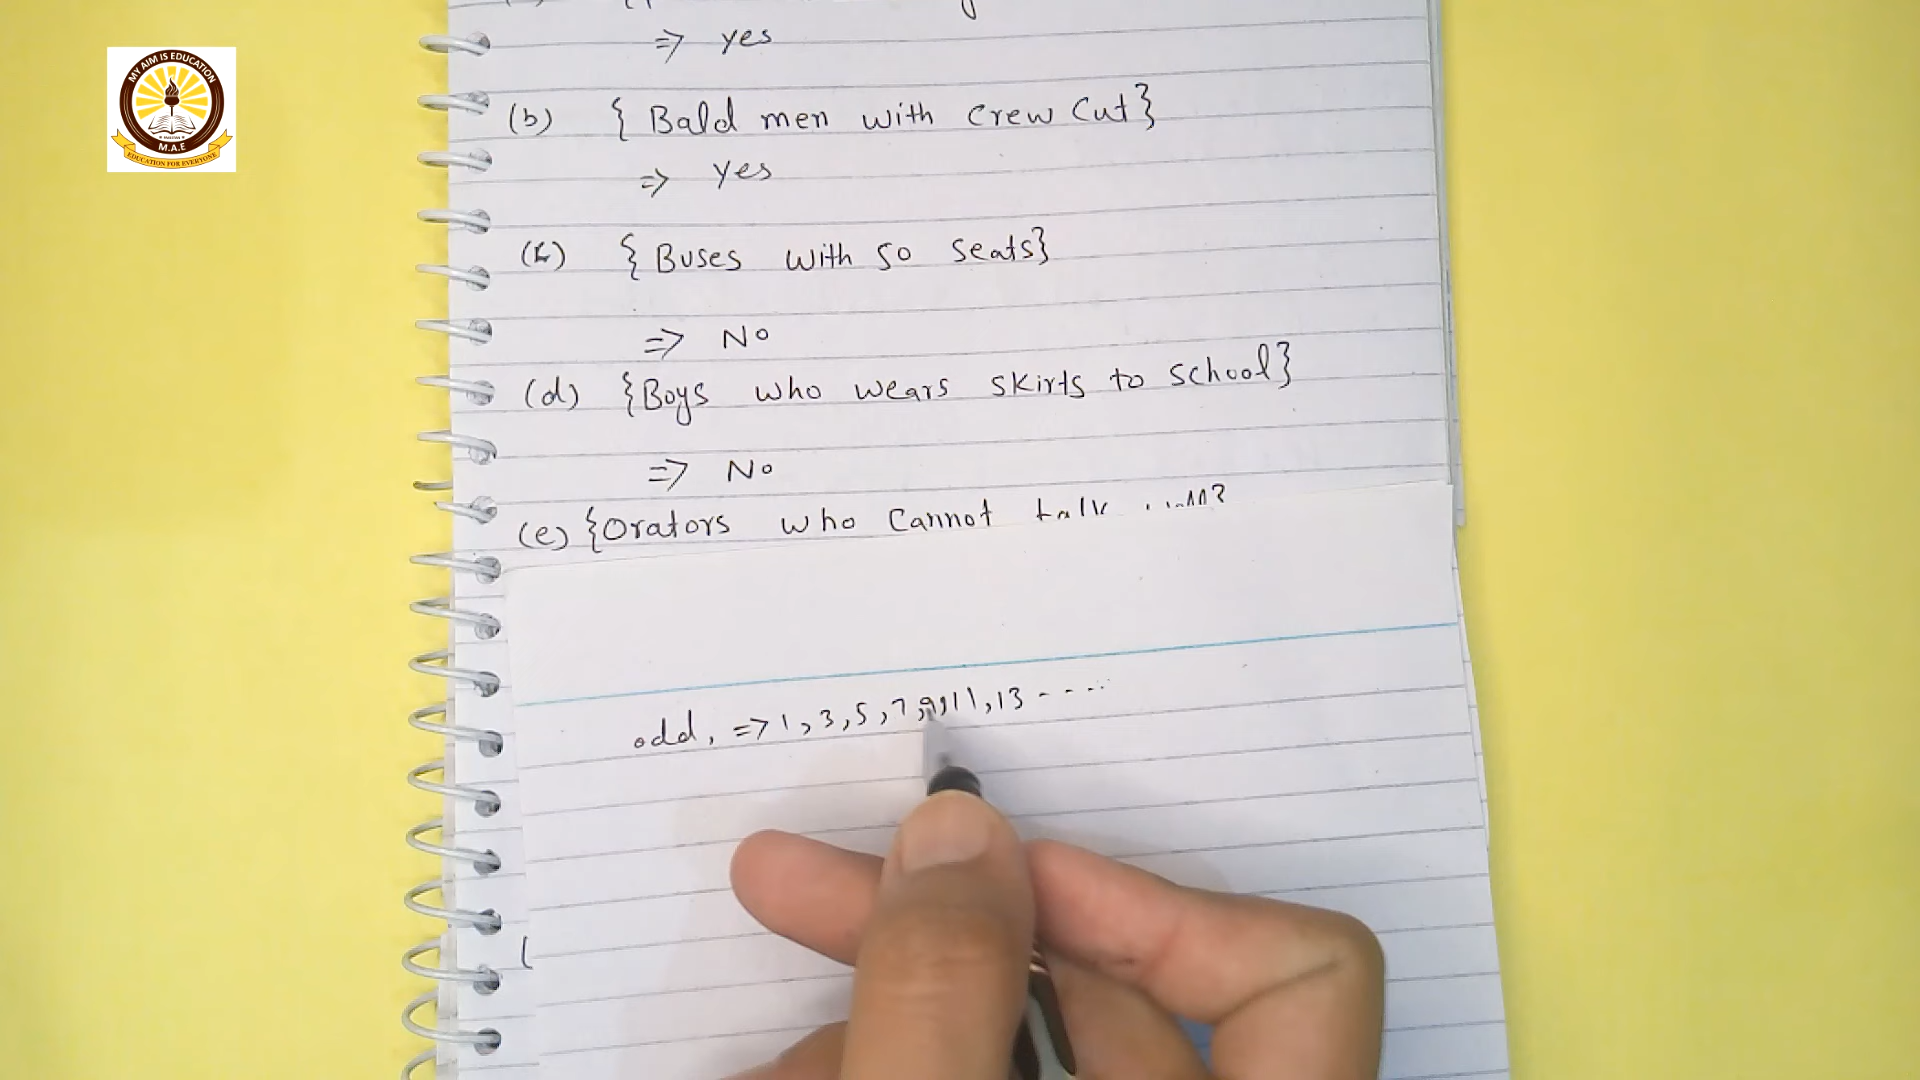 MY AIM IS EDUCATION
M.A.E
EDUCATION FOR EVERYONE
=> yes
(b) { Bald men with crew cut}
=> yes
{ Buses with 50 seats}
=> No
(d) {Boys who wears skirts to school}
=> No
(e) {Orators who cannot talk
odd, => 1, 3, 5, 7, 9, 11, 13 - - - ..